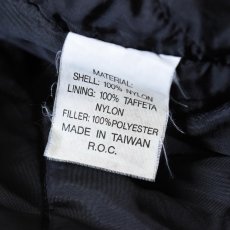 MATERIAL:
SHELL: 100% NYLON
LINING: 100% TAFFETA
NYLON
FILLER: 100%POLYESTER
MADE IN TAIWAN
R.O.C.